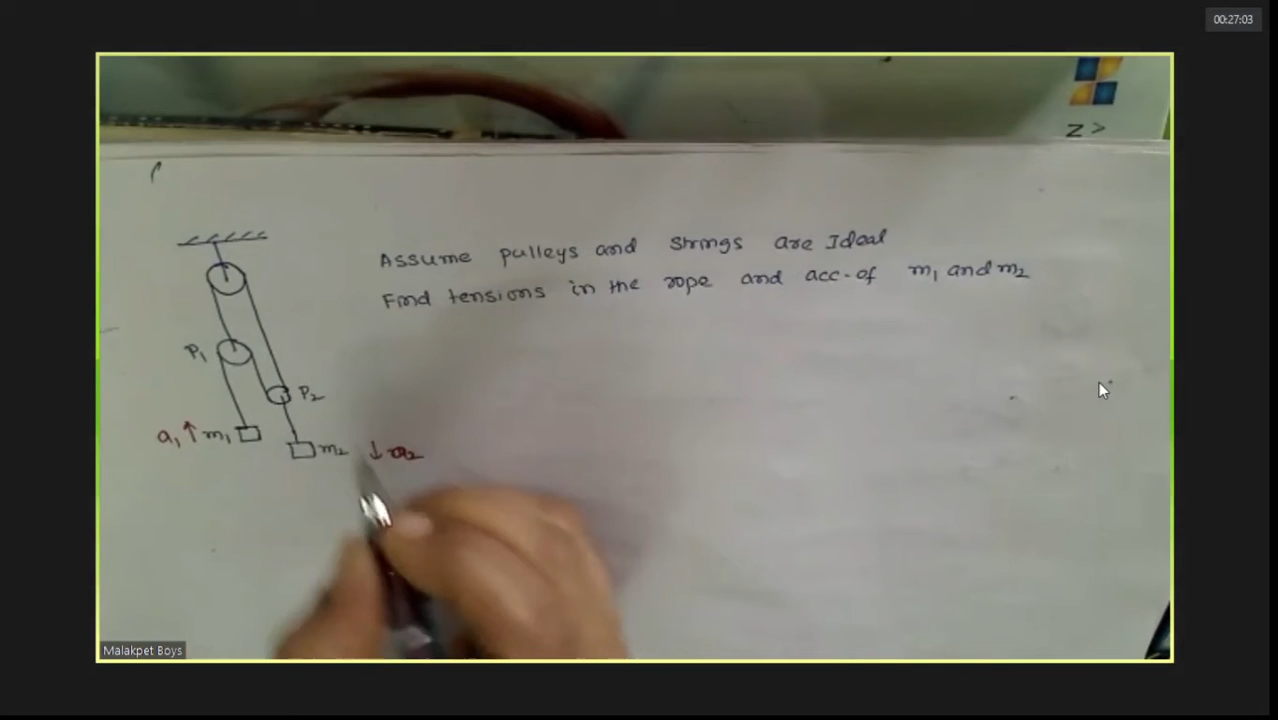 00:27:03
Z >
Assume pulleys and strings are Ideal
Find tensions in the rope and acc. of m₁ and m₂
P₁
P₂
a₁ ↑ m₁
m₂ ↓ a₂
Malakpet Boys